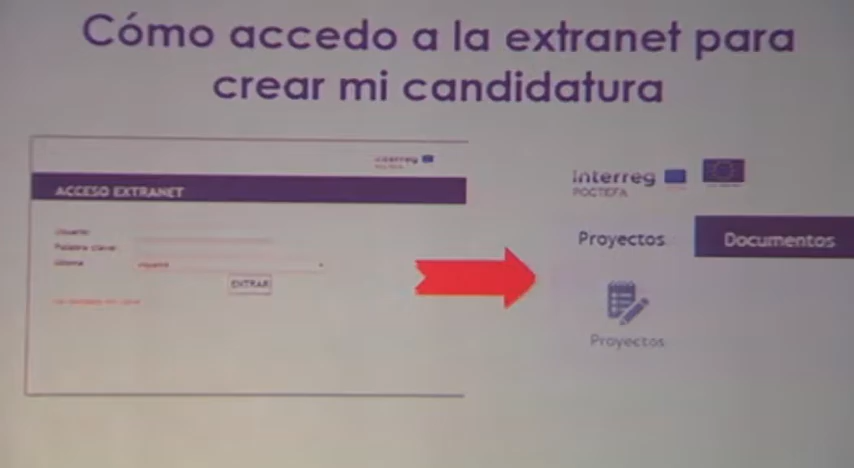 Cómo accedo a la extranet para
crear mi candidatura
Interreg
ACCESO EXTRANET
Usuario
Palabra clave
Idioma
ENTRAR
Interreg
POCTEFA
Proyectos
Documentos
Proyectos